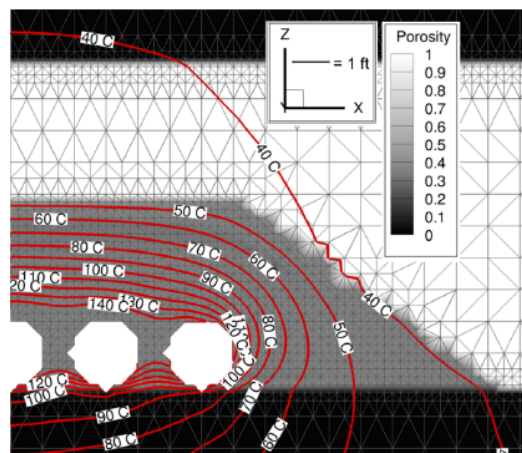 40 C
Z
= 1 ft
Y
X
Porosity
1
0.9
0.8
0.7
0.6
0.5
0.4
0.3
0.2
0.1
0
40 C
50 C
60 C
80 C
70 C
60 C
110 C
100 C
90 C
20 C
140 C
130 C
120 C
80 C
50 C
40 C
120 C
100 C
100 C
90 C
70 C
80 C
60 C